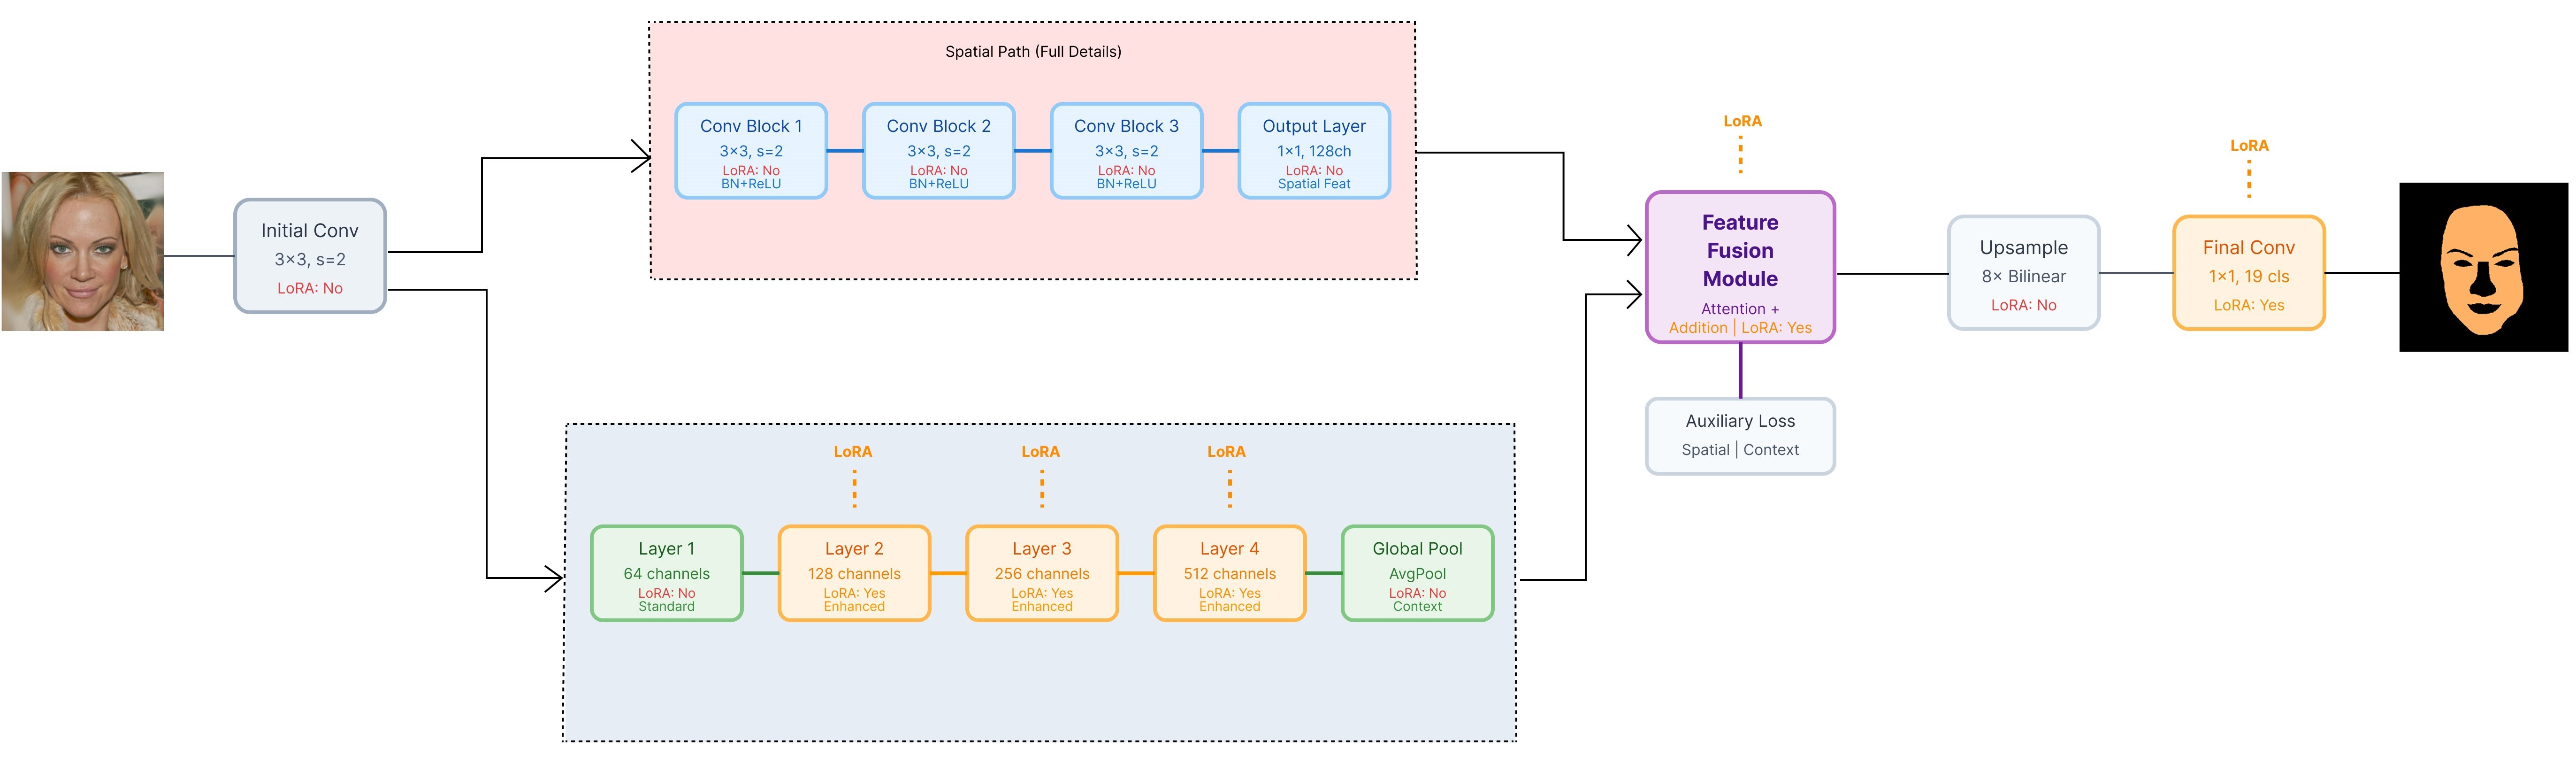 Spatial Path (Full Details)
Conv Block 1
3×3, s=2
LoRA: No
BN+ReLU
Conv Block 2
3×3, s=2
LoRA: No
BN+ReLU
Conv Block 3
3×3, s=2
LoRA: No
BN+ReLU
Output Layer
1×1, 128ch
LoRA: No
Spatial Feat
Initial Conv
3×3, s=2
LoRA: No
LoRA
Layer 1
64 channels
LoRA: No
Standard
LoRA
Layer 2
128 channels
LoRA: Yes
Enhanced
LoRA
Layer 3
256 channels
LoRA: Yes
Enhanced
LoRA
Layer 4
512 channels
LoRA: Yes
Enhanced
Global Pool
AvgPool
LoRA: No
Context
Feature
Fusion
Module
Attention +
Addition | LoRA: Yes
Auxiliary Loss
Spatial | Context
Upsample
8× Bilinear
LoRA: No
LoRA
Final Conv
1×1, 19 cls
LoRA: Yes